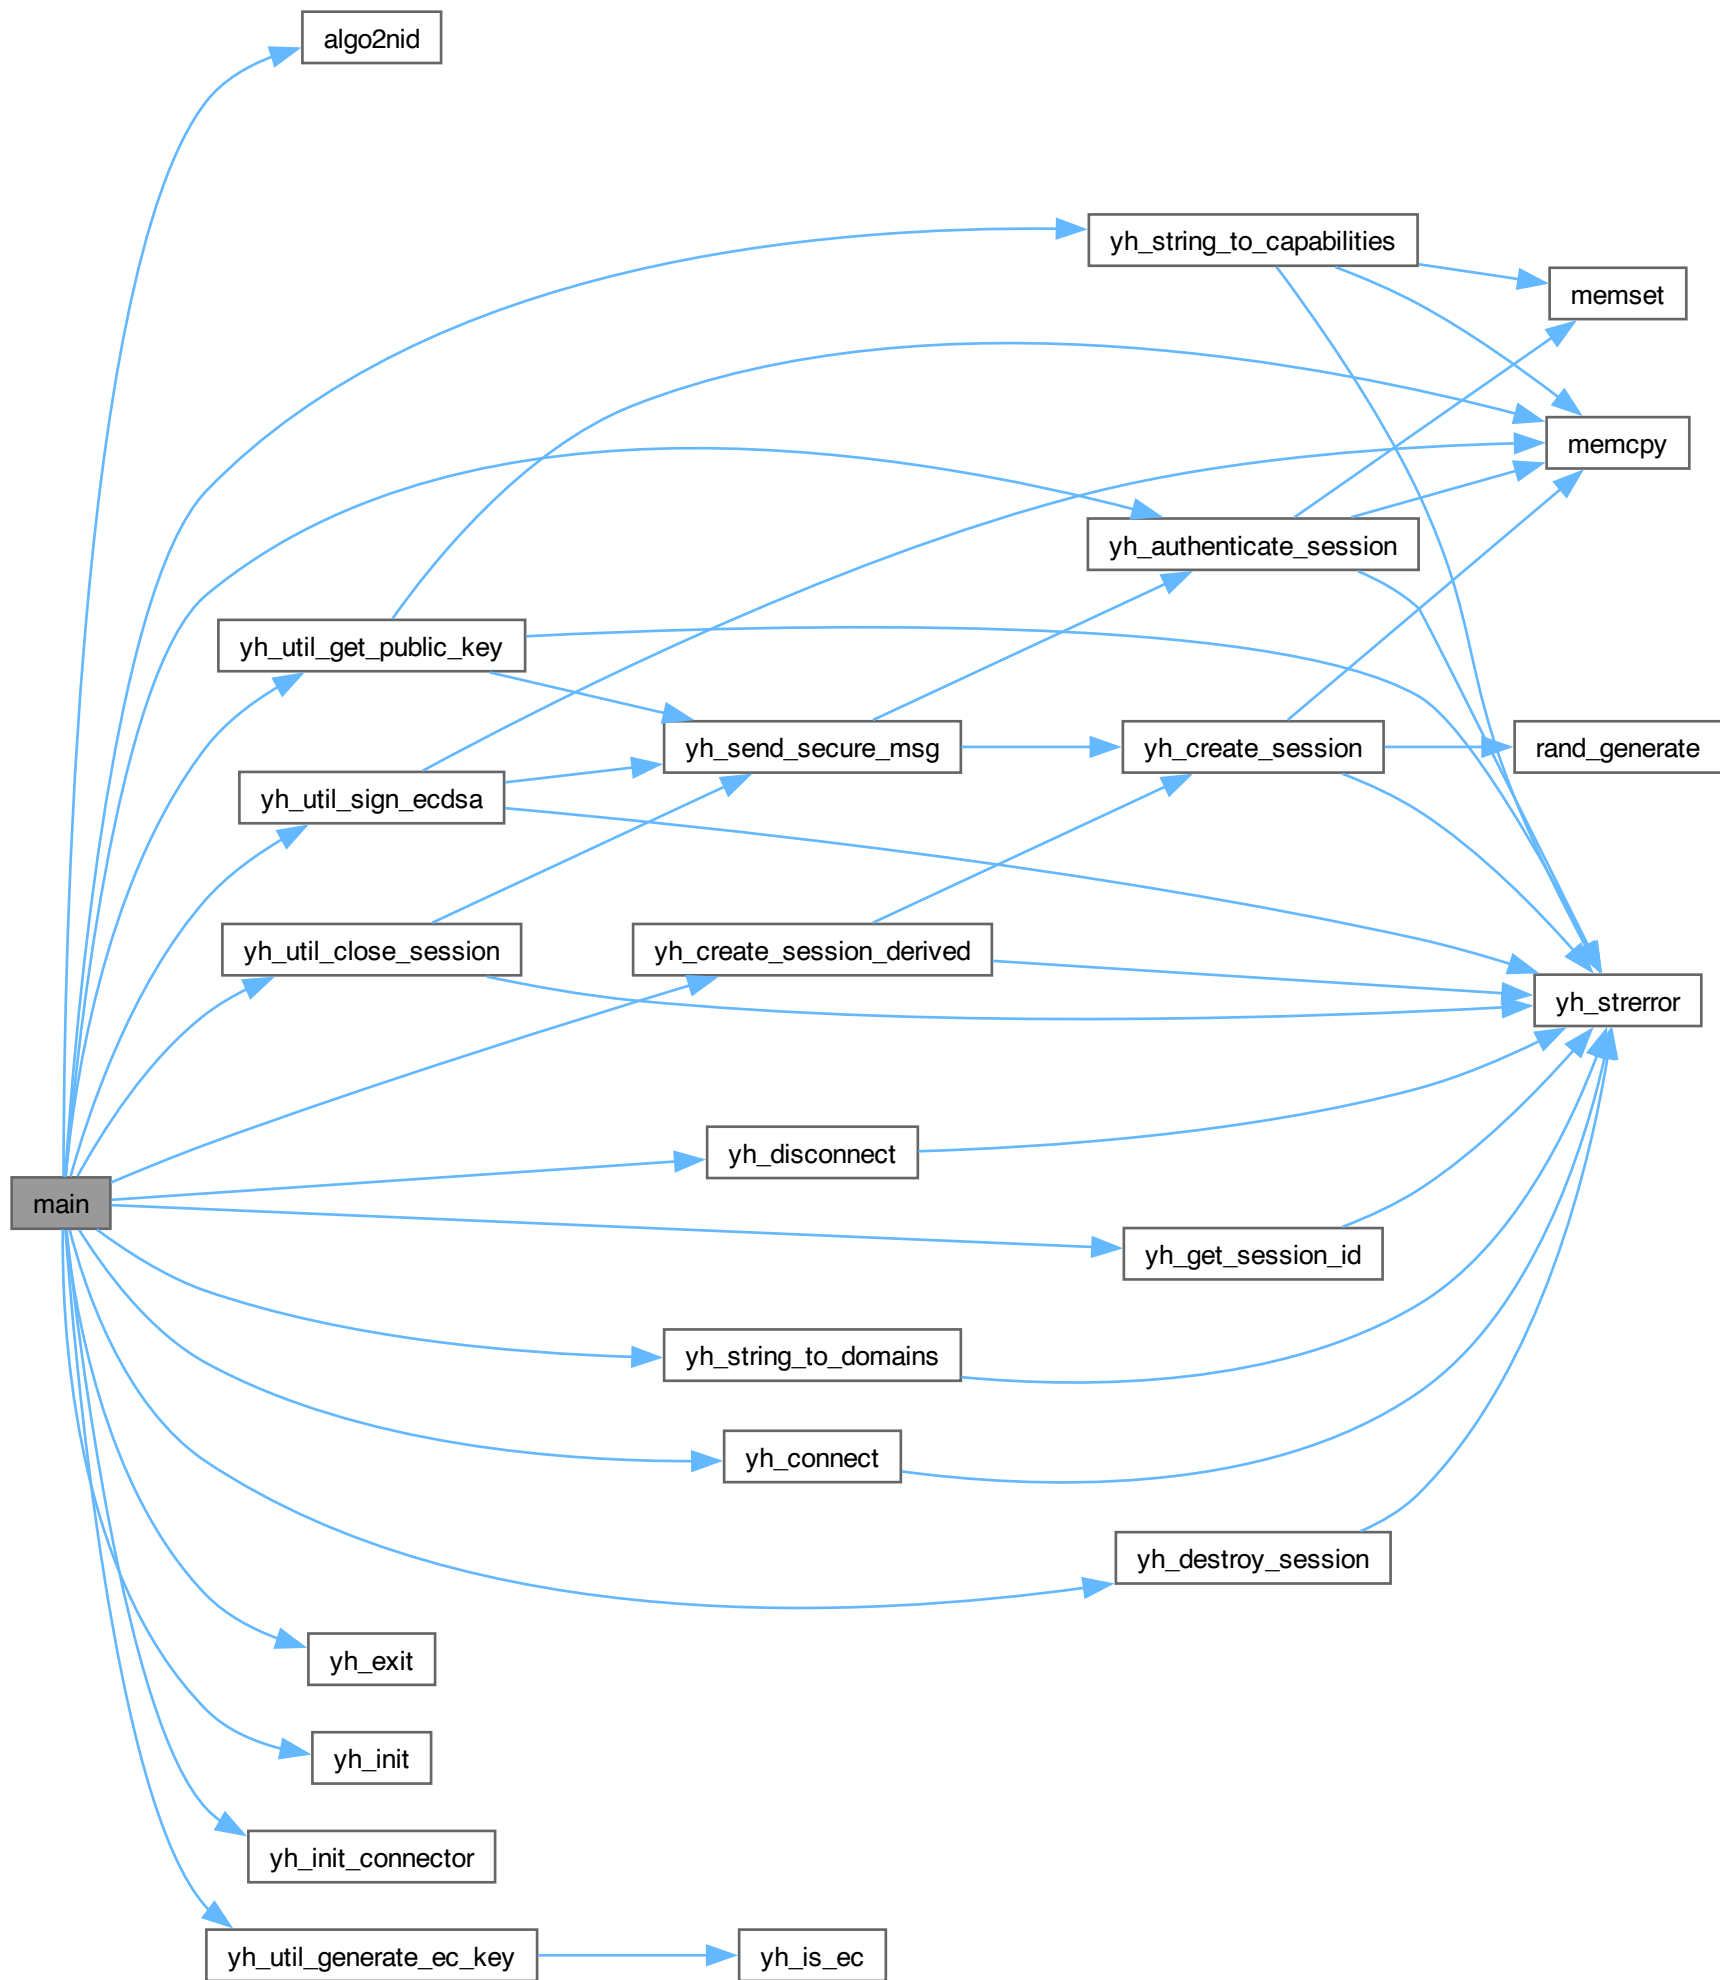 algo2nid
yh_string_to_capabilities
memset
memcpy
yh_authenticate_session
yh_util_get_public_key
yh_send_secure_msg
yh_create_session
rand_generate
yh_util_sign_ecdsa
yh_util_close_session
yh_create_session_derived
yh_strerror
yh_disconnect
main
yh_get_session_id
yh_string_to_domains
yh_connect
yh_destroy_session
yh_exit
yh_init
yh_init_connector
yh_util_generate_ec_key
yh_is_ec